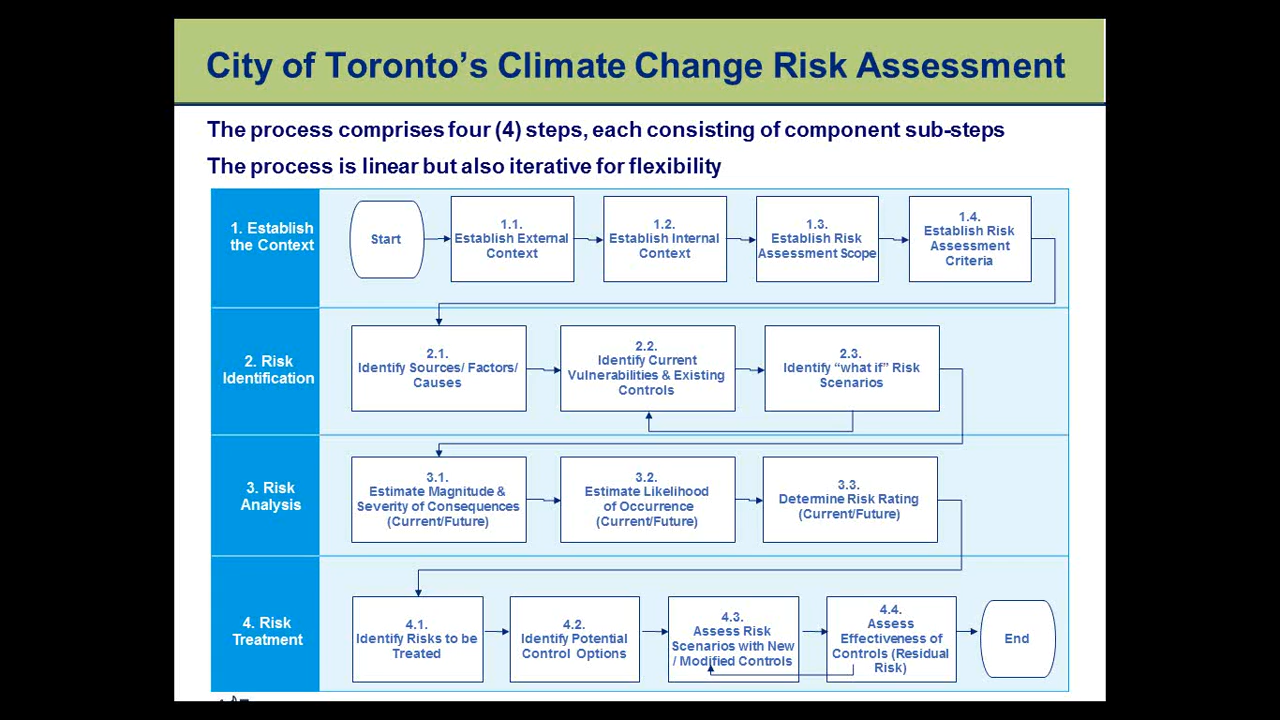 City of Toronto's Climate Change Risk Assessment
The process comprises four (4) steps, each consisting of component sub-steps
The process is linear but also iterative for flexibility
1. Establish
the Context
Start
1.1.
Establish External
Context
1.2.
Establish Internal
Context
1.3.
Establish Risk
Assessment Scope
1.4.
Establish Risk
Assessment
Criteria
2. Risk
Identification
2.1.
Identify Sources/ Factors/
Causes
2.2.
Identify Current
Vulnerabilities & Existing
Controls
2.3.
Identify “what if” Risk
Scenarios
3. Risk
Analysis
3.1.
Estimate Magnitude &
Severity of Consequences
(Current/Future)
3.2.
Estimate Likelihood
of Occurrence
(Current/Future)
3.3.
Determine Risk Rating
(Current/Future)
4. Risk
Treatment
4.1.
Identify Risks to be
Treated
4.2.
Identify Potential
Control Options
4.3.
Assess Risk
Scenarios with New
/ Modified Controls
4.4.
Assess
Effectiveness of
Controls (Residual
Risk)
End